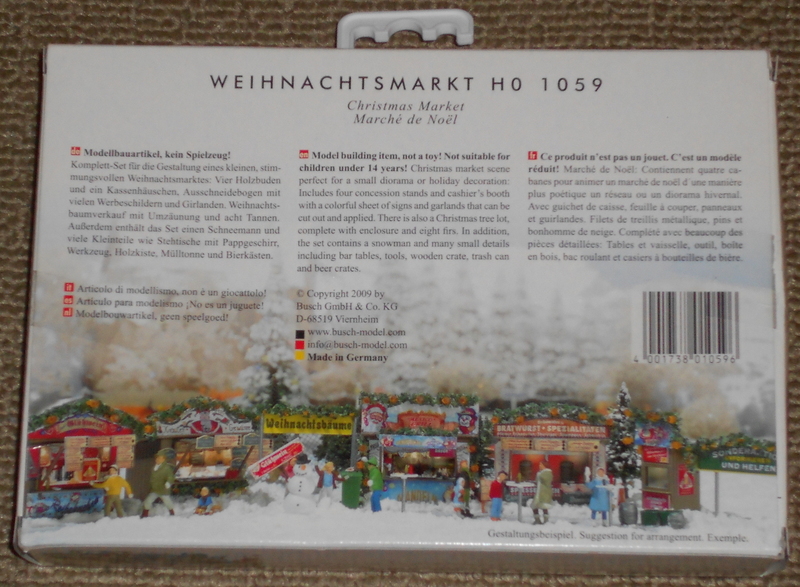 WEIHNACHTSMARKT H0 1059
Christmas Market
Marché de Noël
de Modellbauartikel, kein Spielzeug!
Komplett-Set für die Gestaltung eines kleinen, stim-
mungsvollen Weihnachtsmarktes: Vier Holzbuden
und ein Kassenhäuschen, Ausschneidebogen mit
vielen Werbeschildern und Girlanden. Weihnachts-
baumverkauf mit Umzäunung und acht Tannen.
Außerdem enthält das Set einen Schneemann und
viele Kleinteile wie Stehtische mit Pappgeschirr,
Werkzeug, Holzkiste, Mülltonne und Bierkästen.
en Model building item, not a toy! Not suitable for
children under 14 years! Christmas market scene
perfect for a small diorama or holiday decoration:
Includes four concession stands and cashier's booth
with a colorful sheet of signs and garlands that can be
cut out and applied. There is also a Christmas tree lot,
complete with enclosure and eight firs. In addition,
the set contains a snowman and many small details
including bar tables, tools, wooden crate, trash can
and beer crates.
fr Ce produit n'est pas un jouet. C'est un modèle
réduit! Marché de Noël: Contiennent quatre ca-
banes pour animer un marché de noël d´une manière
plus poétique un réseau ou un diorama hivernal.
Avec guichet de caisse, feuille à couper, panneaux
et guirlandes. Filets de treillis métallique, pins et
bonhomme de neige. Complété avec beaucoup des
pièces détaillées: Tables et vaisselle, outil, boîte
en bois, bac roulant et casiers à bouteilles de bière.
it Articolo di modellismo, non è un giocattolo!
es Artículo para modelismo ¡No es un juguete!
nl Modelbouwartikel, geen speelgoed!
© Copyright 2009 by
Busch GmbH & Co. KG
D-68519 Viernheim
www.busch-model.com
info@busch-model.com
Made in Germany
4 001738 010596
Weihnachtsbäume
BRATWURST - SPEZIALITÄTEN
UND HELFEN
Gestaltungsbeispiel. Suggestion for arrangement. Exemple.